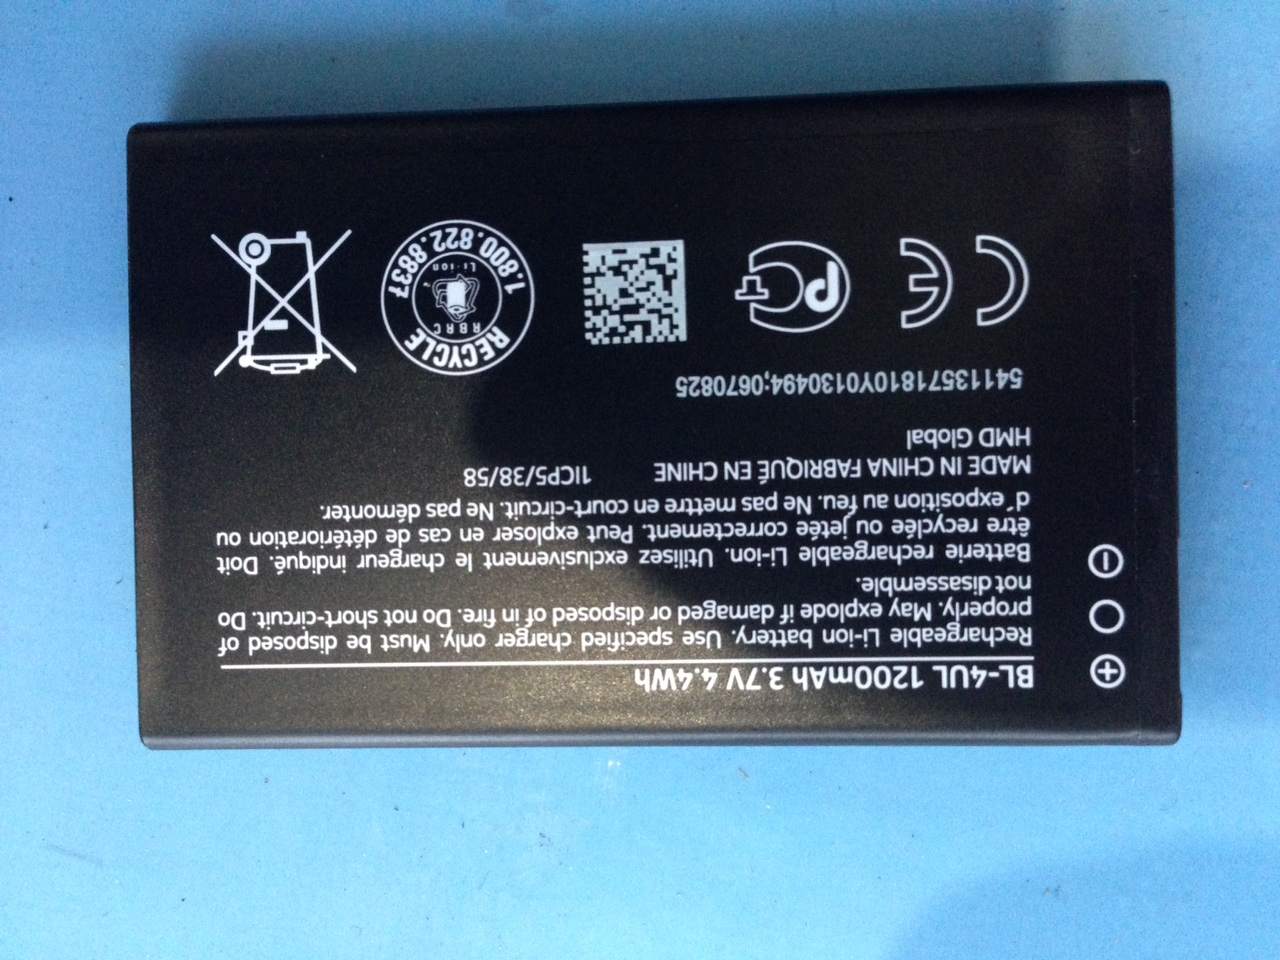 BL-4UL 1200mAh 3.7V 4.4Wh
Rechargeable Li-ion battery. Use specified charger only. Must be disposed of
properly. May explode if damaged or disposed of in fire. Do not short-circuit. Do
not disassemble.
Batterie rechargeable Li-ion. Utilisez exclusivement le chargeur indiqué. Doit
être recyclée ou jetée correctement. Peut exploser en cas de détérioration ou
d´exposition au feu. Ne pas mettre en court-circuit. Ne pas démonter.
MADE IN CHINA FABRIQUÉ EN CHINE 1ICP5/38/58
HMD Global
54113571810Y0130494;0670825
CE
PCT
RECYCLE
RBRC
Li-ion
1.800.822.8837